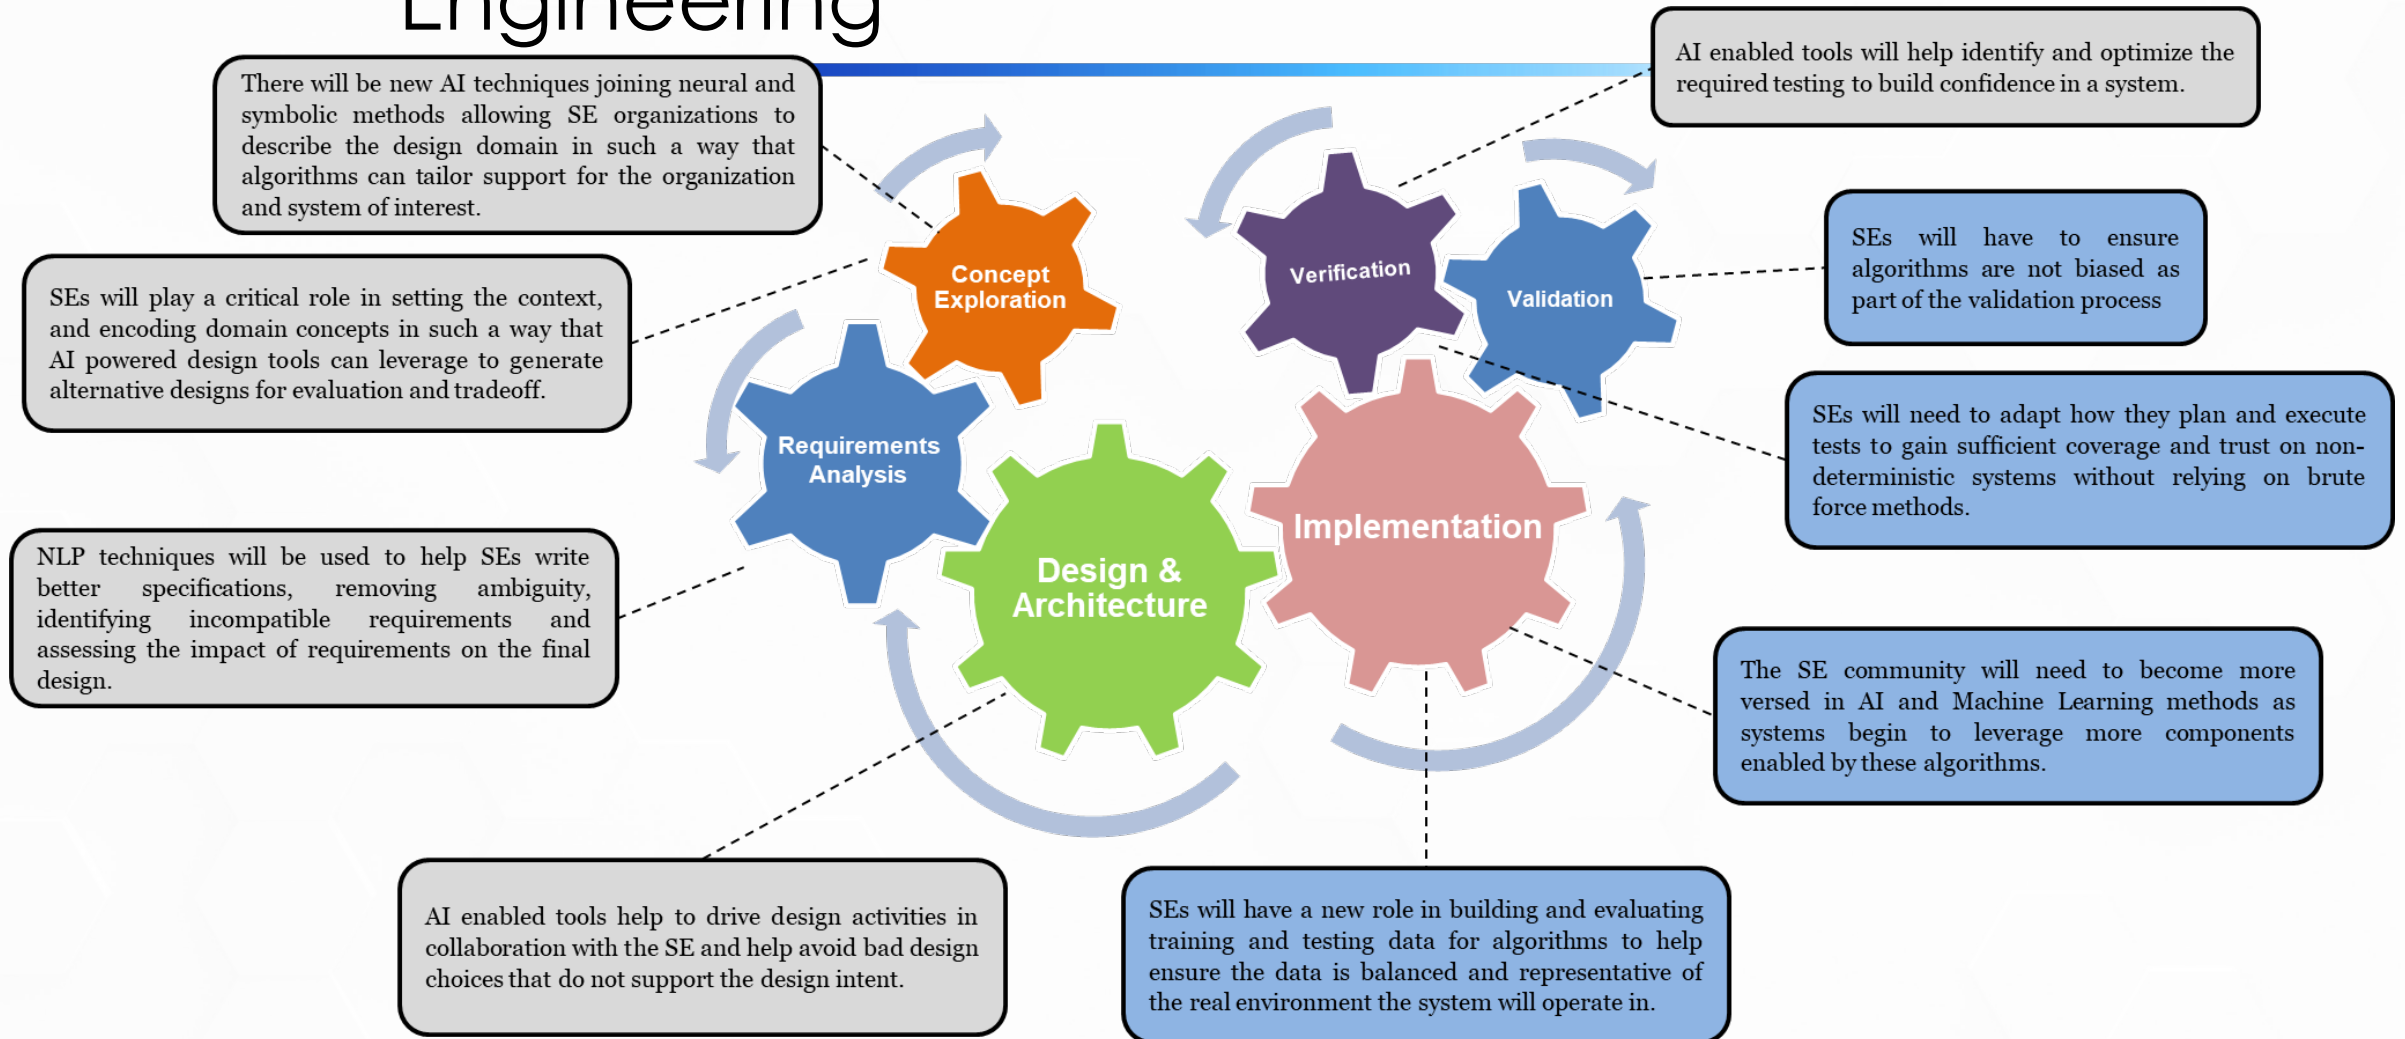 Engineering
There will be new AI techniques joining neural and
symbolic methods allowing SE organizations to
describe the design domain in such a way that
algorithms can tailor support for the organization
and system of interest.
SEs will play a critical role in setting the context,
and encoding domain concepts in such a way that
AI powered design tools can leverage to generate
alternative designs for evaluation and tradeoff.
NLP techniques will be used to help SEs write
better specifications, removing ambiguity,
identifying incompatible requirements and
assessing the impact of requirements on the final
design.
AI enabled tools help to drive design activities in
collaboration with the SE and help avoid bad design
choices that do not support the design intent.
Concept
Exploration
Requirements
Analysis
Design &
Architecture
Implementation
Verification
Validation
AI enabled tools will help identify and optimize the
required testing to build confidence in a system.
SEs will have to ensure
algorithms are not biased as
part of the validation process
SEs will need to adapt how they plan and execute
tests to gain sufficient coverage and trust on non-
deterministic systems without relying on brute
force methods.
The SE community will need to become more
versed in AI and Machine Learning methods as
systems begin to leverage more components
enabled by these algorithms.
SEs will have a new role in building and evaluating
training and testing data for algorithms to help
ensure the data is balanced and representative of
the real environment the system will operate in.